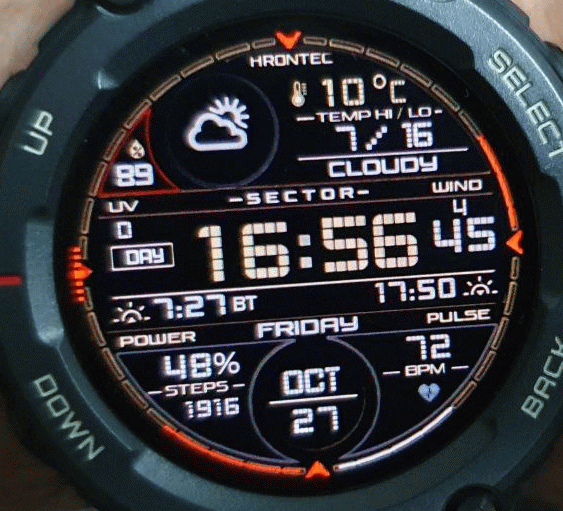 HRONTEC
UP
SELECT
10°C
TEMP HI / LO
7/16
89
CLOUDY
-SECTOR-
UV
WIND
0
4
DAY
16:56
45
7:27 BT
17:50
POWER
FRIDAY
PULSE
48%
72
-STEPS-
OCT
-BPM-
1916
27
DOWN
BACK